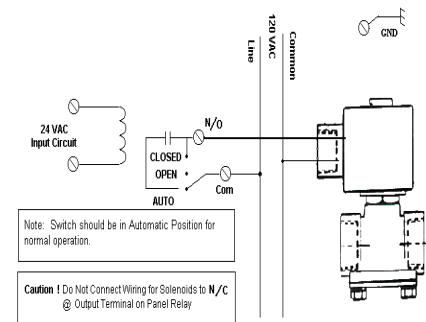 GND
Line
120 VAC
Common
N/O
24 VAC
Input Circuit
CLOSED
OPEN
AUTO
Com
Note: Switch should be in Automatic Position for
normal operation.
Caution ! Do Not Connect Wiring for Solenoids to N/C
@ Output Terminal on Panel Relay